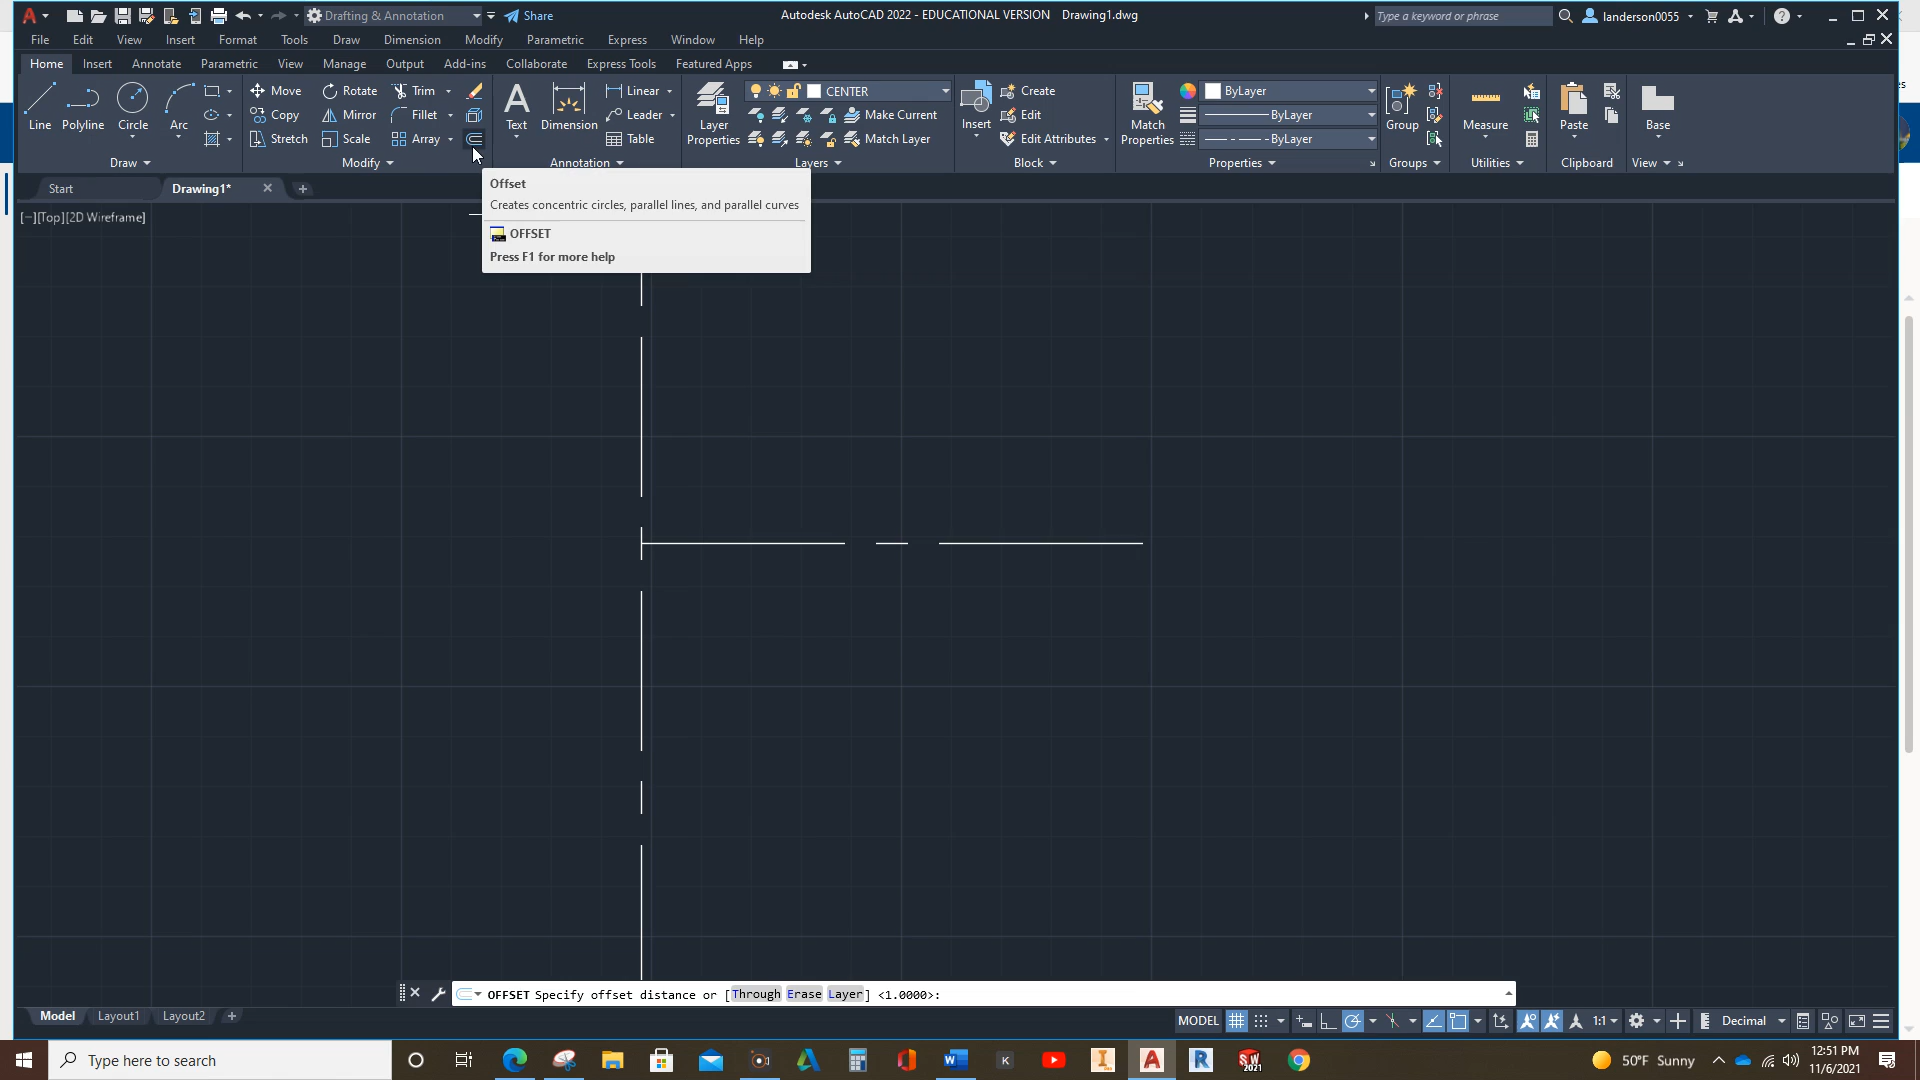 Drafting & Annotation
Share
Autodesk AutoCAD 2022 - EDUCATIONAL VERSION Drawing1.dwg
Type a keyword or phrase
landerson0055
File Edit View Insert Format Tools Draw Dimension Modify Parametric Express Window Help
Home Insert Annotate Parametric View Manage Output Add-ins Collaborate Express Tools Featured Apps
Move Rotate Trim
Linear
CENTER
Create
ByLayer
Copy Mirror Fillet
Leader
Make Current
Edit
ByLayer
Line Polyline Circle Arc
Text Dimension
Layer Properties
Insert
Match Properties
Group
Measure
Paste
Base
Stretch Scale Array
Table
Match Layer
Edit Attributes
ByLayer
Draw Modify Annotation Layers Block Properties Groups Utilities Clipboard View
Start Drawing1*
[−][Top][2D Wireframe]
Offset
Creates concentric circles, parallel lines, and parallel curves
OFFSET
Press F1 for more help
OFFSET Specify offset distance or [Through Erase Layer] <1.0000>:
Model Layout1 Layout2
MODEL 1:1 Decimal
Type here to search
50°F Sunny
12:51 PM
11/6/2021